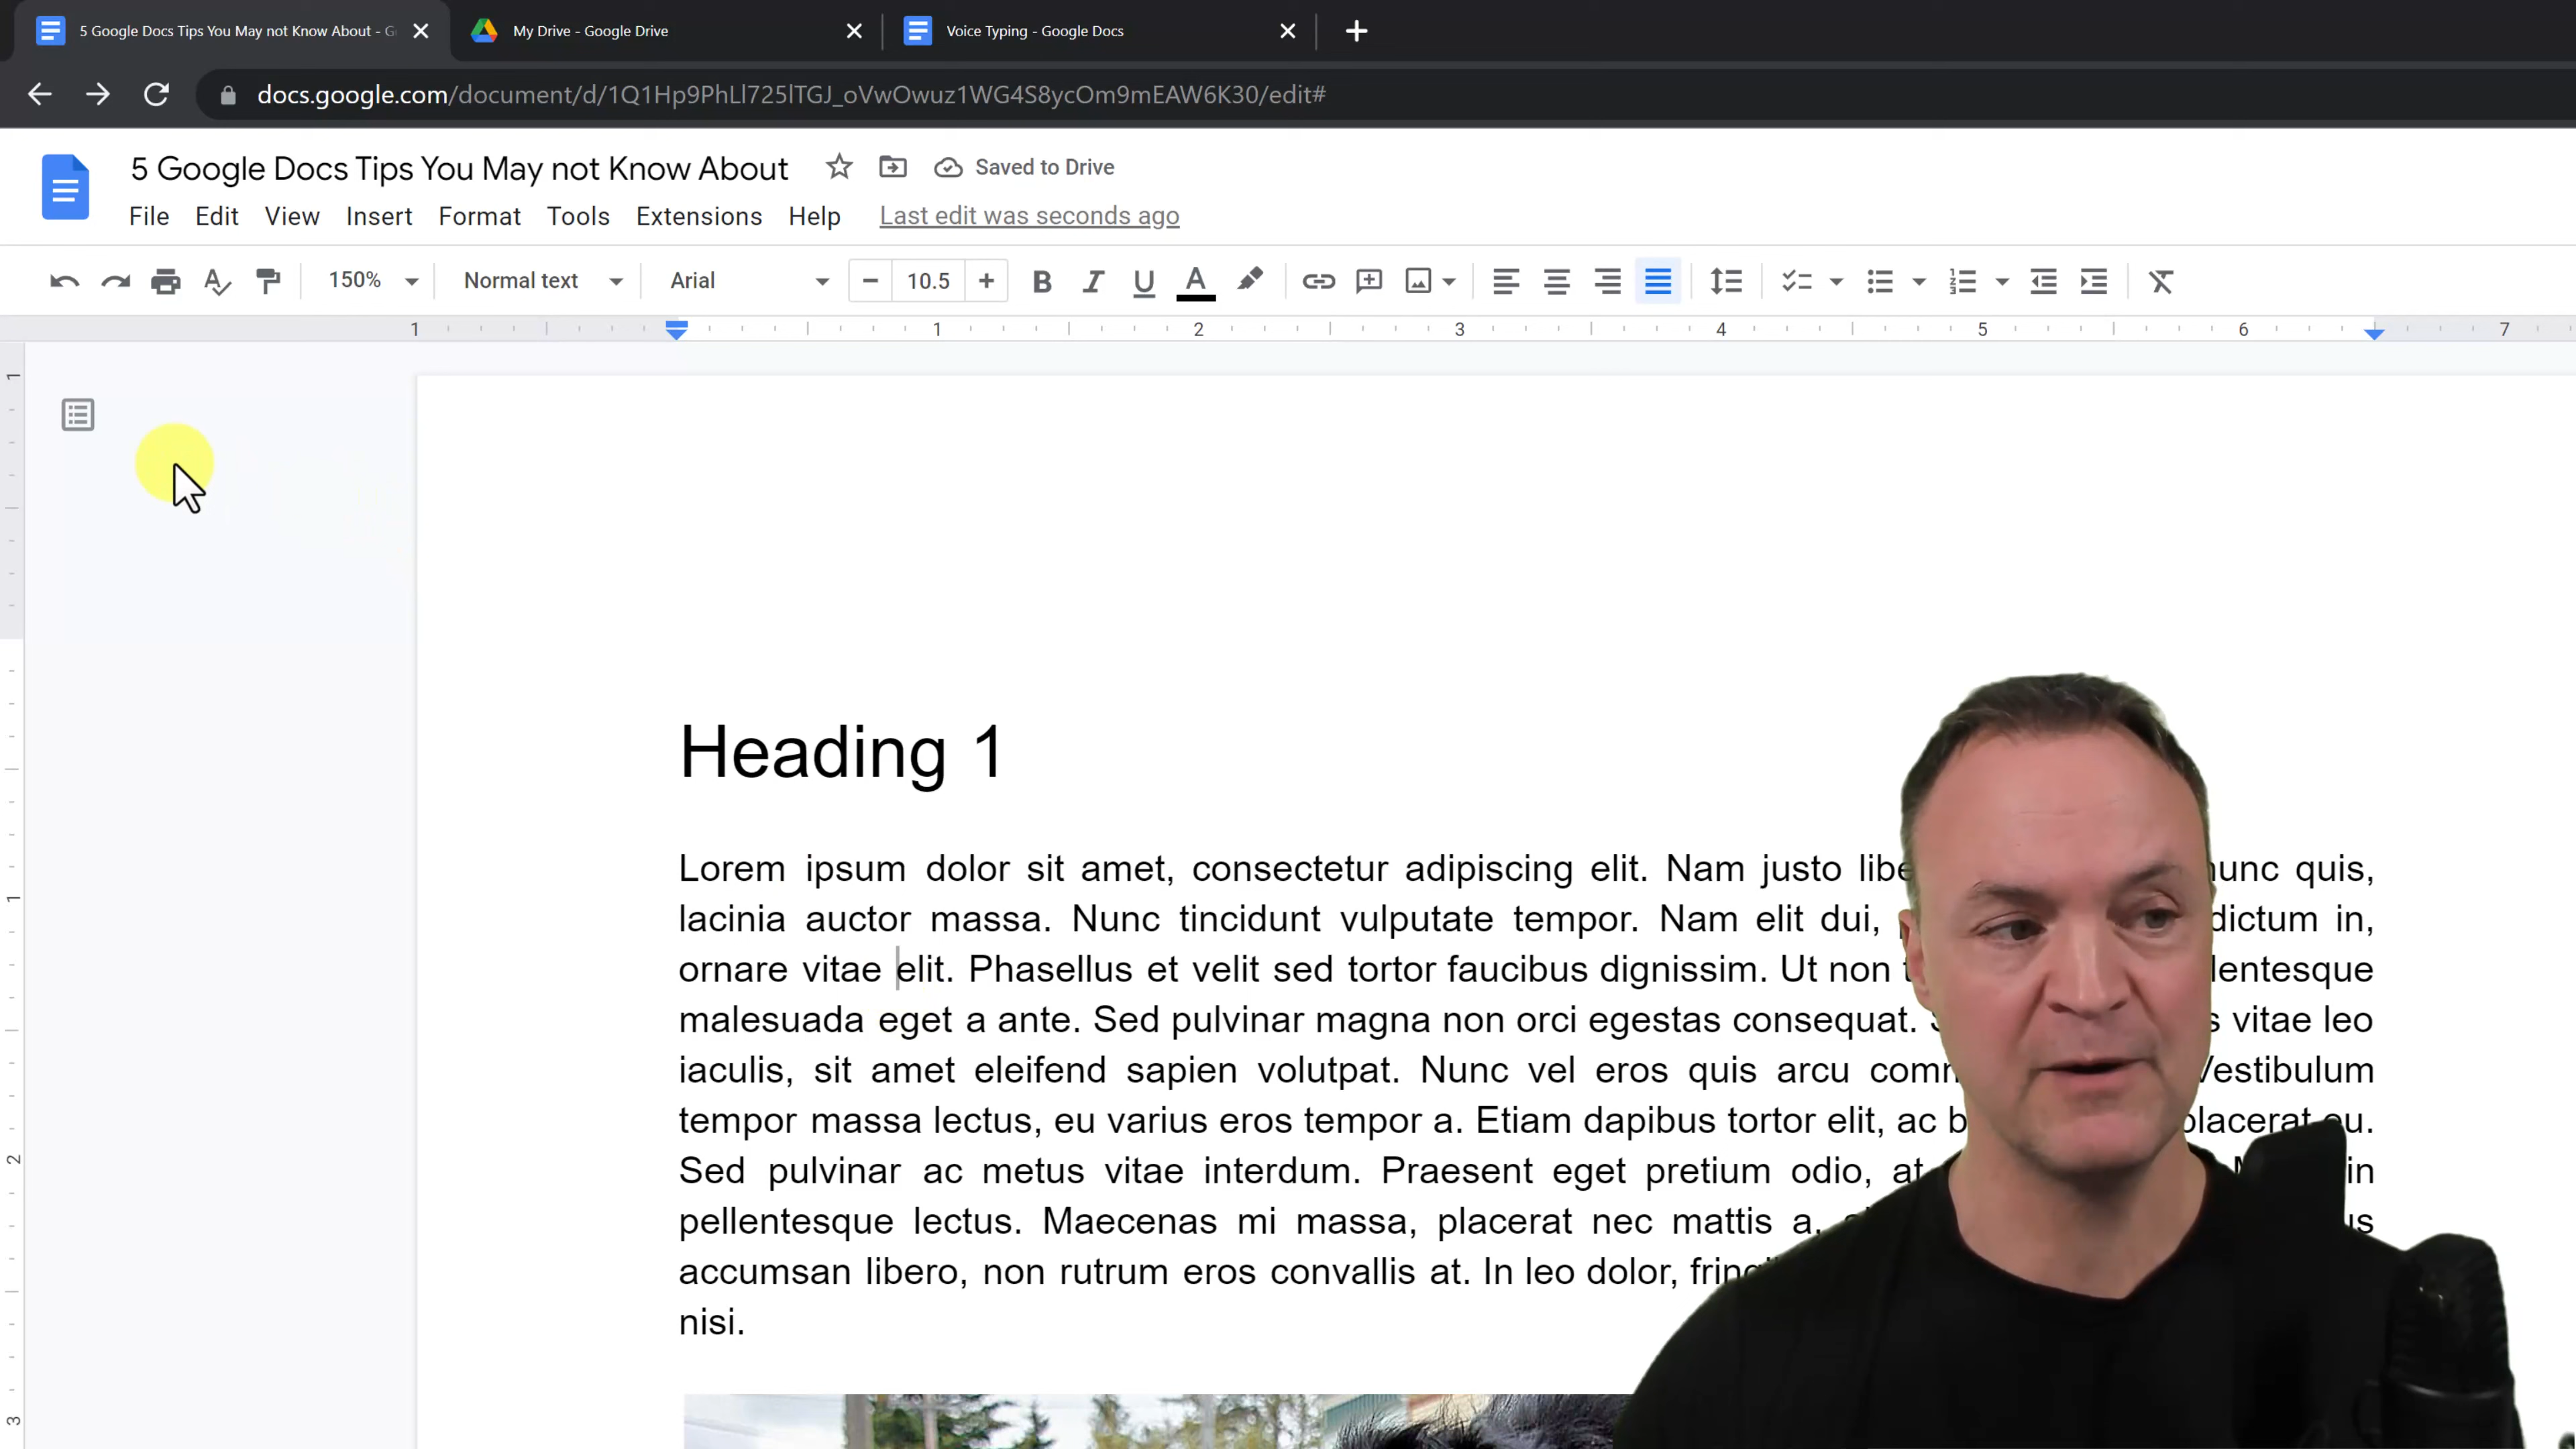 5 Google Docs Tips You May not Know About - G
My Drive - Google Drive
Voice Typing - Google Docs
docs.google.com/document/d/1Q1Hp9PhLl725lTGJ_oVwOwuz1WG4S8ycOm9mEAW6K30/edit#
5 Google Docs Tips You May not Know About
Saved to Drive
File Edit View Insert Format Tools Extensions Help Last edit was seconds ago
150% Normal text Arial 10.5
1 1 2 3 4 5 6 7
Heading 1
Lorem ipsum dolor sit amet, consectetur adipiscing elit. Nam justo nunc quis,
lacinia auctor massa. Nunc tincidunt vulputate tempor. Nam elit dui, dictum in,
ornare vitae elit. Phasellus et velit sed tortor faucibus dignissim. Ut non
malesuada eget a ante. Sed pulvinar magna non orci egestas consequat. vitae leo
iaculis, sit amet eleifend sapien volutpat. Nunc vel eros quis arcu Vestibulum
tempor massa lectus, eu varius eros tempor a. Etiam dapibus tortor elit, ac placerat eu.
Sed pulvinar ac metus vitae interdum. Praesent eget pretium odio, at in
pellentesque lectus. Maecenas mi massa, placerat nec mattis a,
accumsan libero, non rutrum eros convallis at. In leo dolor,
nisi.
1
1
2
3